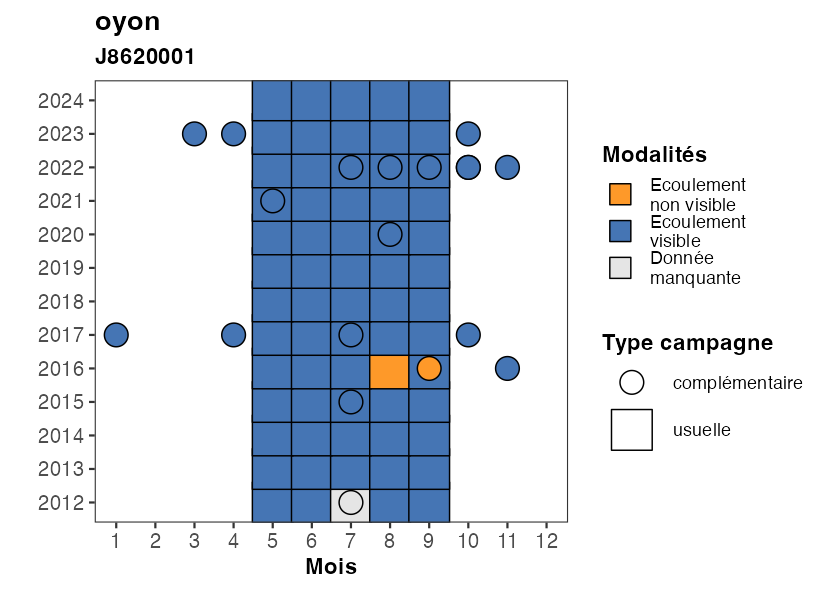 oyon
J8620001
2024
2023
2022
2021
2020
2019
2018
2017
2016
2015
2014
2013
2012
1 2 3 4 5 6 7 8 9 10 11 12
Mois
Modalités
Ecoulement
non visible
Ecoulement
visible
Donnée
manquante
Type campagne
complémentaire
usuelle